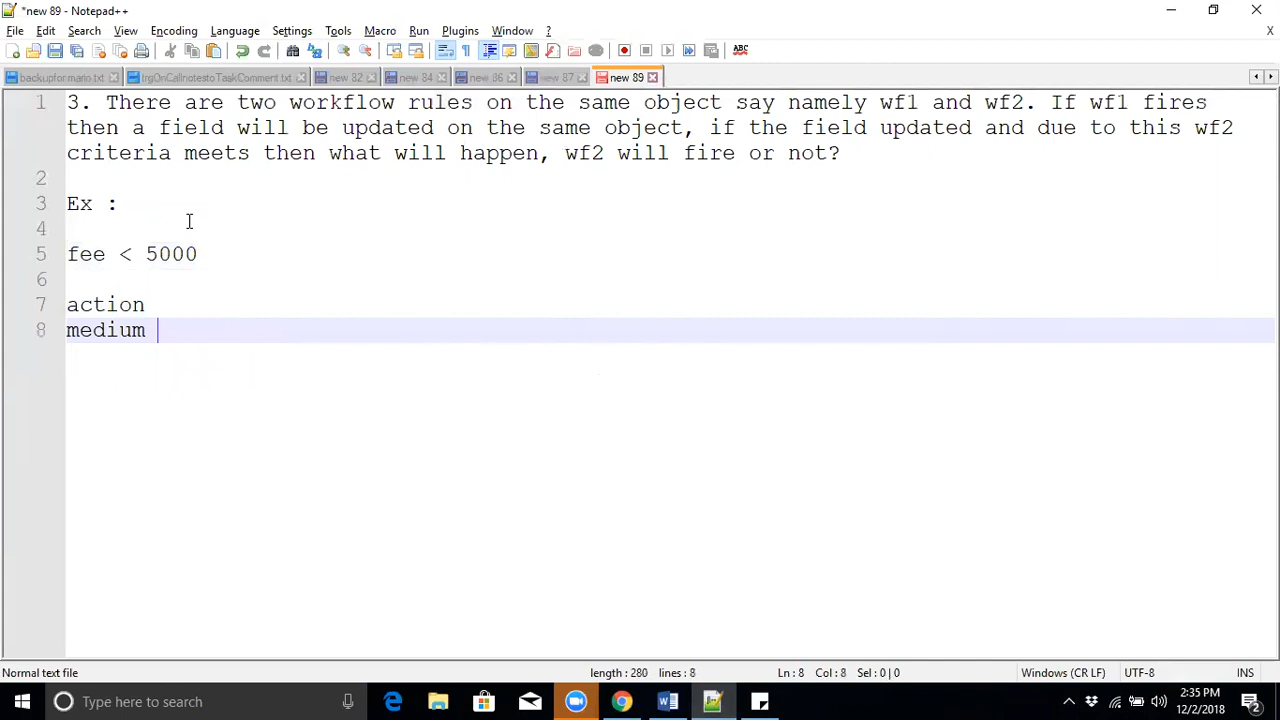 *new 89 - Notepad++
File Edit Search View Encoding Language Settings Tools Macro Run Plugins Window ? X
ABC
backupformario.txt new 82 new 84 new 86 new 87 new 89
1 3. There are two workflow rules on the same object say namely wf1 and wf2. If wf1 fires
then a field will be updated on the same object, if the field updated and due to this wf2
criteria meets then what will happen, wf2 will fire or not?
2
3 Ex :
4
5 fee < 5000
6
7 action
8 medium
Normal text file length : 280 lines : 8 Ln : 8 Col : 8 Sel : 0 | 0 Windows (CR LF) UTF-8 INS
Type here to search 2:35 PM
12/2/2018 2